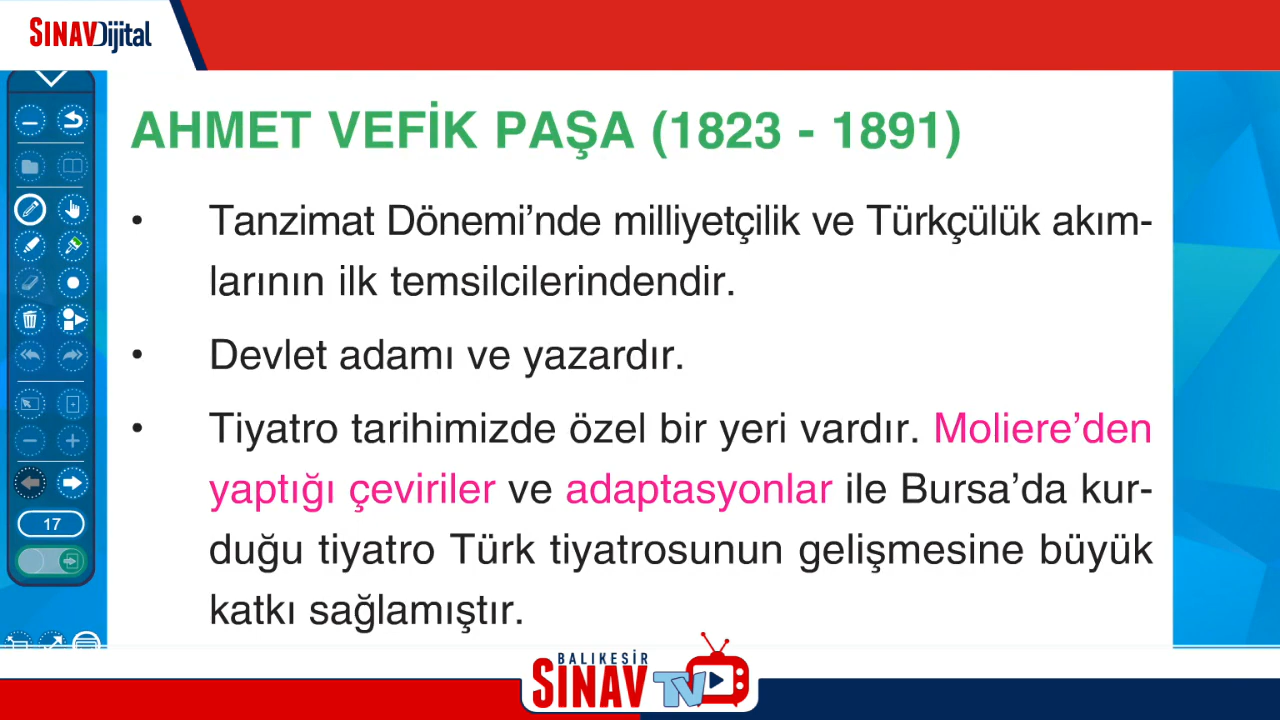 SINAVDijital
AHMET VEFİK PAŞA (1823 - 1891)
• Tanzimat Dönemi’nde milliyetçilik ve Türkçülük akım-
larının ilk temsilcilerindendir.
• Devlet adamı ve yazardır.
• Tiyatro tarihimizde özel bir yeri vardır. Moliere’den
yaptığı çeviriler ve adaptasyonlar ile Bursa’da kur-
duğu tiyatro Türk tiyatrosunun gelişmesine büyük
katkı sağlamıştır.
17
BALIKESİR
SINAV TV